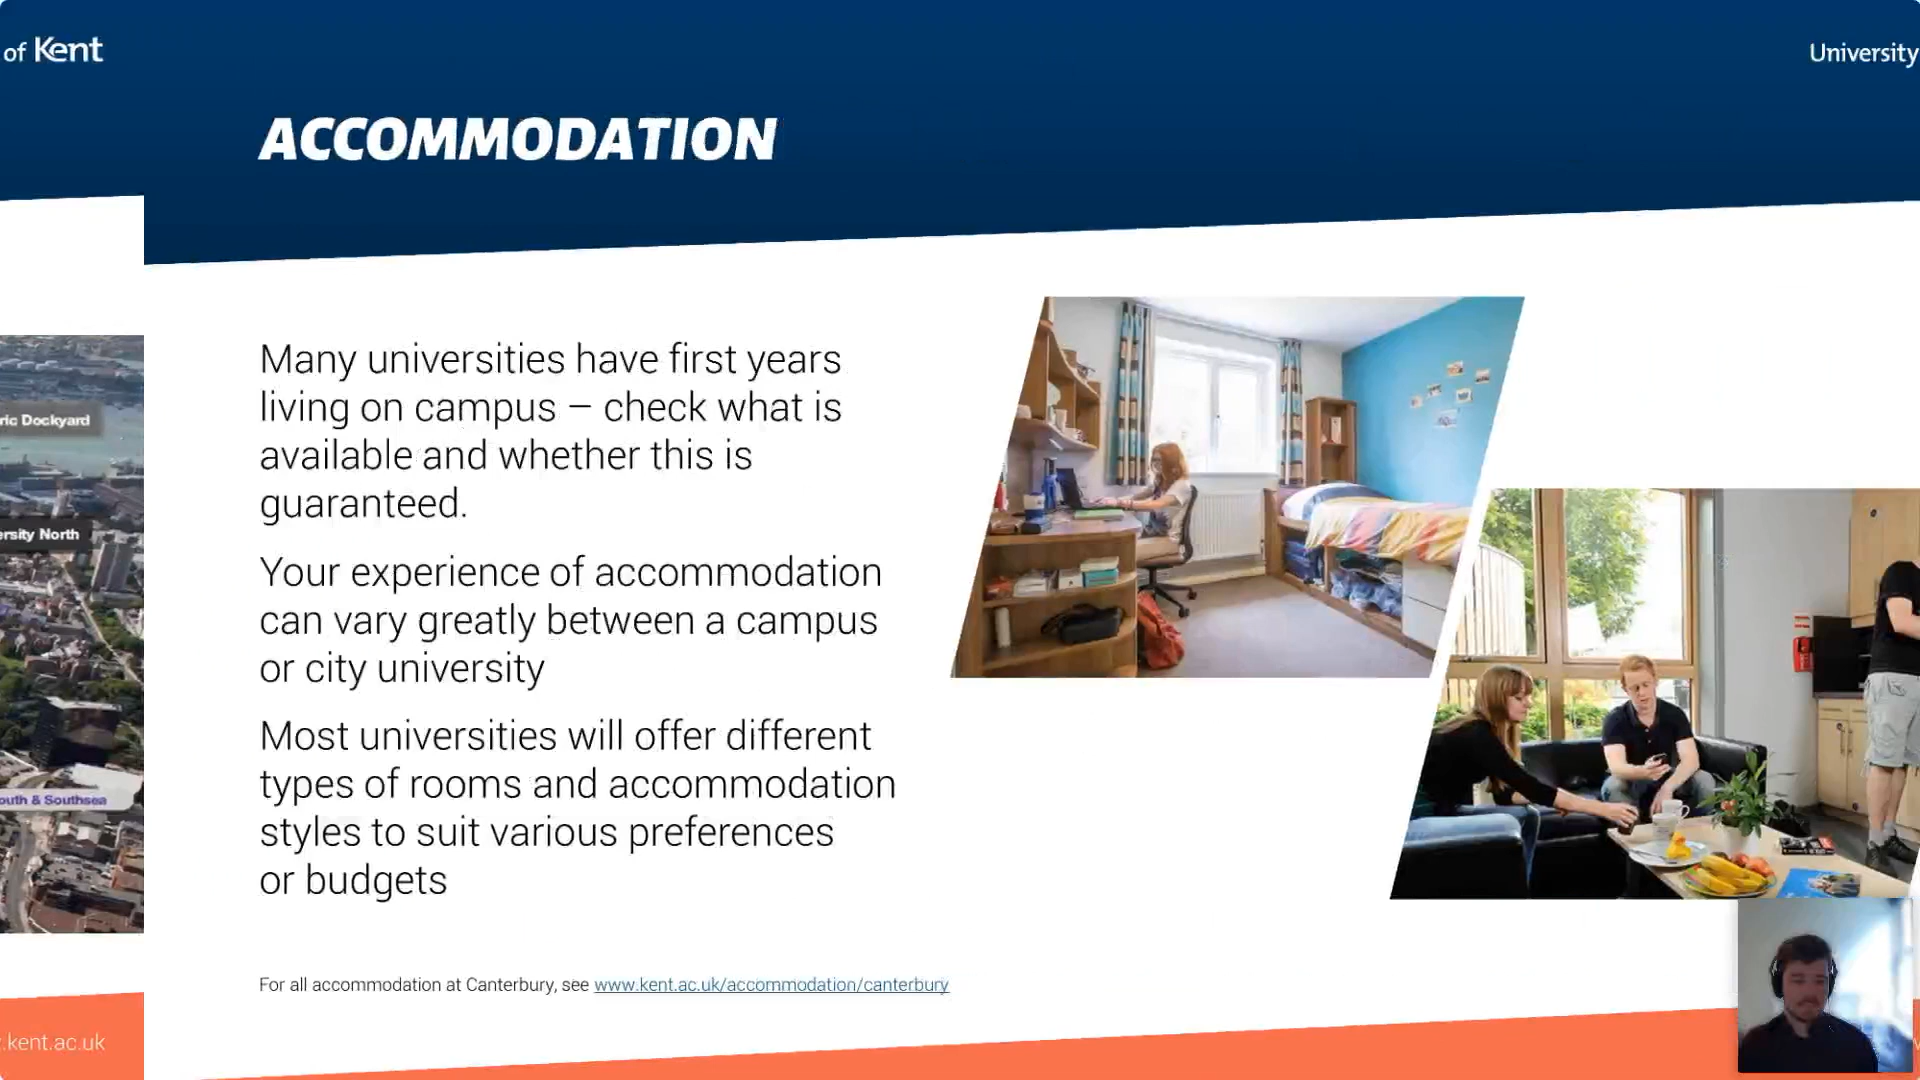 of Kent
University
ACCOMMODATION
Many universities have first years
living on campus – check what is
available and whether this is
guaranteed.
Your experience of accommodation
can vary greatly between a campus
or city university
Most universities will offer different
types of rooms and accommodation
styles to suit various preferences
or budgets
ric Dockyard
ersity North
outh & Southsea
For all accommodation at Canterbury, see www.kent.ac.uk/accommodation/canterbury
.kent.ac.uk